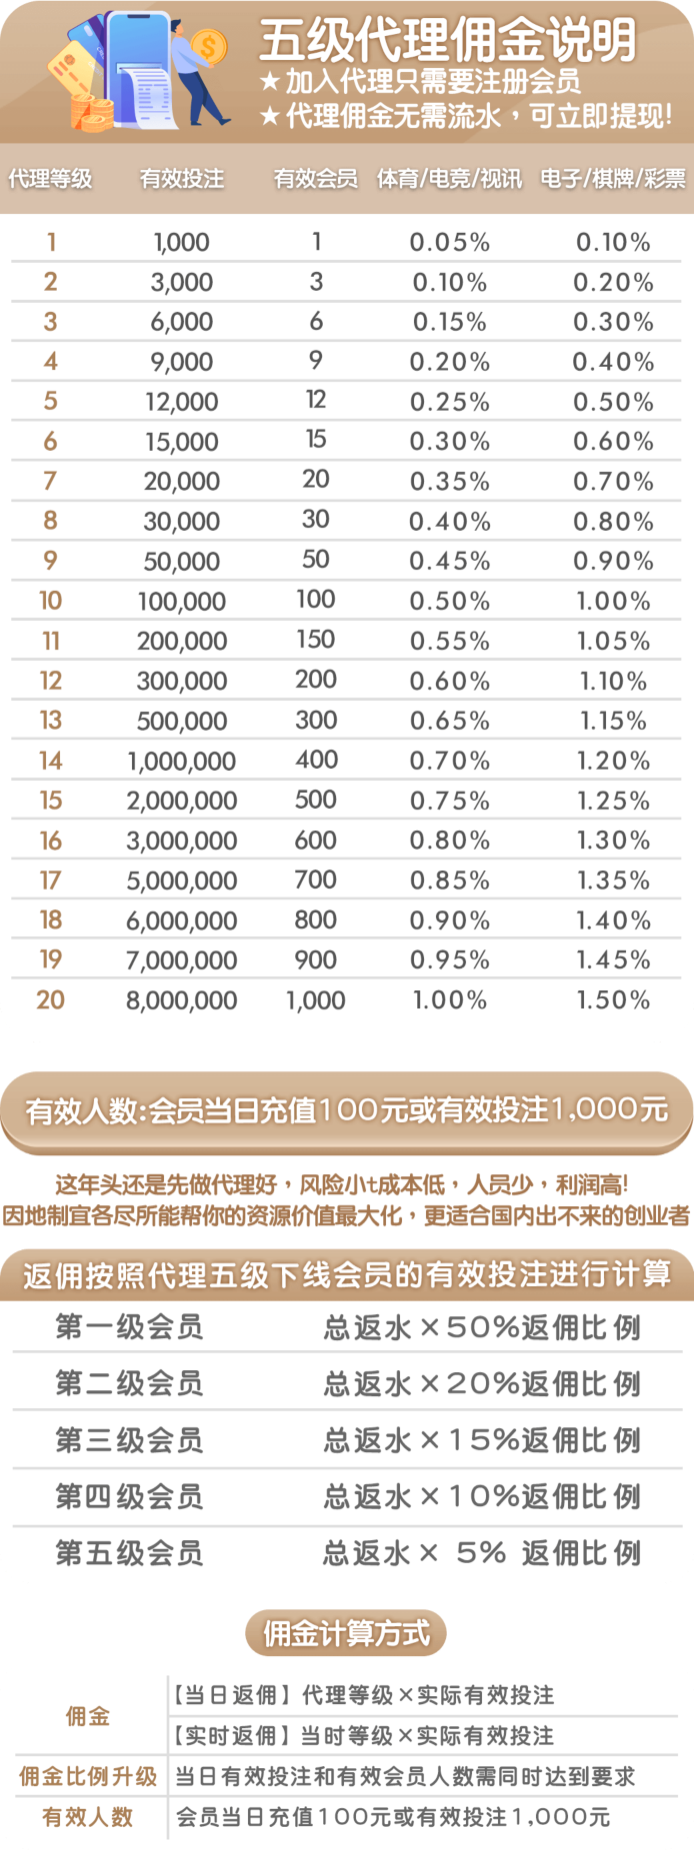 五级代理佣金说明
★加入代理只需要注册会员
★代理佣金无需流水，可立即提现!
代理等级 有效投注 有效会员 体育/电竞/视讯 电子/棋牌/彩票
1 1,000 1 0.05% 0.10%
2 3,000 3 0.10% 0.20%
3 6,000 6 0.15% 0.30%
4 9,000 9 0.20% 0.40%
5 12,000 12 0.25% 0.50%
6 15,000 15 0.30% 0.60%
7 20,000 20 0.35% 0.70%
8 30,000 30 0.40% 0.80%
9 50,000 50 0.45% 0.90%
10 100,000 100 0.50% 1.00%
11 200,000 150 0.55% 1.05%
12 300,000 200 0.60% 1.10%
13 500,000 300 0.65% 1.15%
14 1,000,000 400 0.70% 1.20%
15 2,000,000 500 0.75% 1.25%
16 3,000,000 600 0.80% 1.30%
17 5,000,000 700 0.85% 1.35%
18 6,000,000 800 0.90% 1.40%
19 7,000,000 900 0.95% 1.45%
20 8,000,000 1,000 1.00% 1.50%
有效人数:会员当日充值100元或有效投注1,000元
这年头还是先做代理好，风险小t成本低，人员少，利润高!
因地制宜各尽所能帮你的资源价值最大化，更适合国内出不来的创业者
返佣按照代理五级下线会员的有效投注进行计算
第一级会员 总返水×50%返佣比例
第二级会员 总返水×20%返佣比例
第三级会员 总返水×15%返佣比例
第四级会员 总返水×10%返佣比例
第五级会员 总返水× 5% 返佣比例
佣金计算方式
佣金
【当日返佣】代理等级×实际有效投注
【实时返佣】当时等级×实际有效投注
佣金比例升级 当日有效投注和有效会员人数需同时达到要求
有效人数 会员当日充值100元或有效投注1,000元